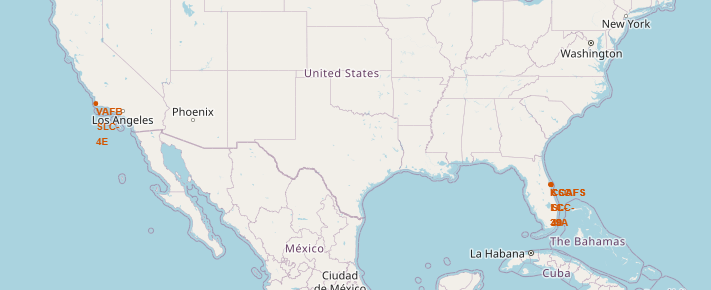 New York
Washington
United States
VAFB
Phoenix
Los Angeles
SLC-
4E
The Bahamas
México
La Habana
Ciudad
de México
Cuba